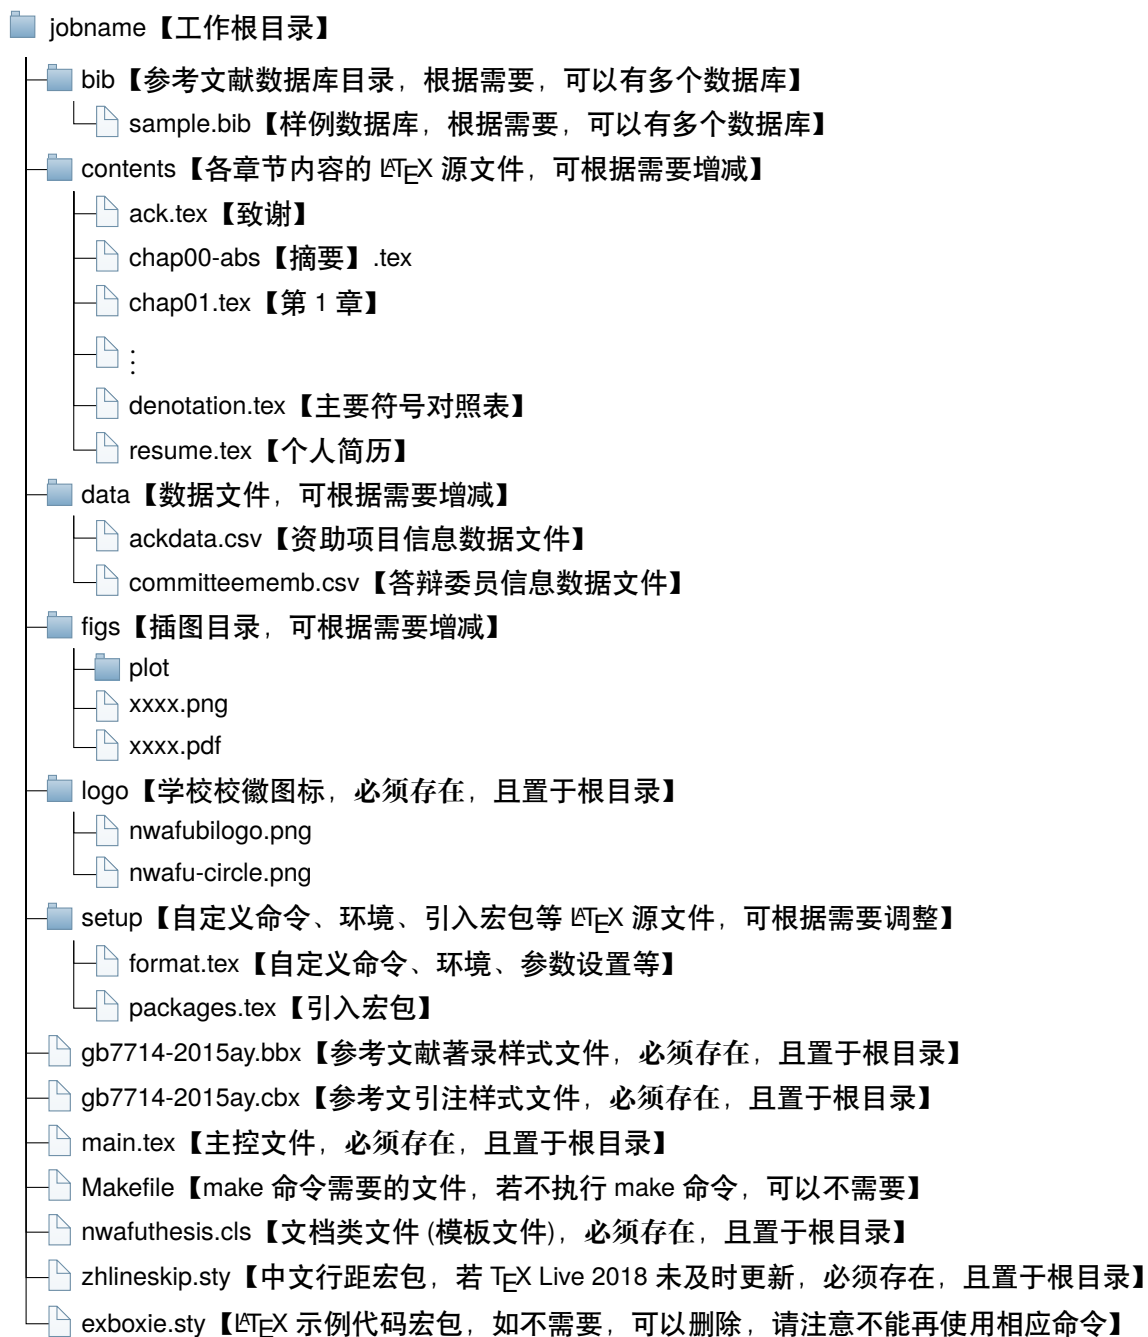 jobname【工作根目录】
bib【参考文献数据库目录，根据需要，可以有多个数据库】
sample.bib【样例数据库，根据需要，可以有多个数据库】
contents【各章节内容的 LATEX 源文件，可根据需要增减】
ack.tex【致谢】
chap00-abs【摘要】.tex
chap01.tex【第 1 章】
⋮
denotation.tex【主要符号对照表】
resume.tex【个人简历】
data【数据文件，可根据需要增减】
ackdata.csv【资助项目信息数据文件】
committeememb.csv【答辩委员信息数据文件】
figs【插图目录，可根据需要增减】
plot
xxxx.png
xxxx.pdf
logo【学校校徽图标，必须存在，且置于根目录】
nwafubilogo.png
nwafu-circle.png
setup【自定义命令、环境、引入宏包等 LATEX 源文件，可根据需要调整】
format.tex【自定义命令、环境、参数设置等】
packages.tex【引入宏包】
gb7714-2015ay.bbx【参考文献著录样式文件，必须存在，且置于根目录】
gb7714-2015ay.cbx【参考文引注样式文件，必须存在，且置于根目录】
main.tex【主控文件，必须存在，且置于根目录】
Makefile【make 命令需要的文件，若不执行 make 命令，可以不需要】
nwafuthesis.cls【文档类文件 (模板文件)，必须存在，且置于根目录】
zhlineskip.sty【中文行距宏包，若 TEX Live 2018 未及时更新，必须存在，且置于根目录】
exboxie.sty【LATEX 示例代码宏包，如不需要，可以删除，请注意不能再使用相应命令】